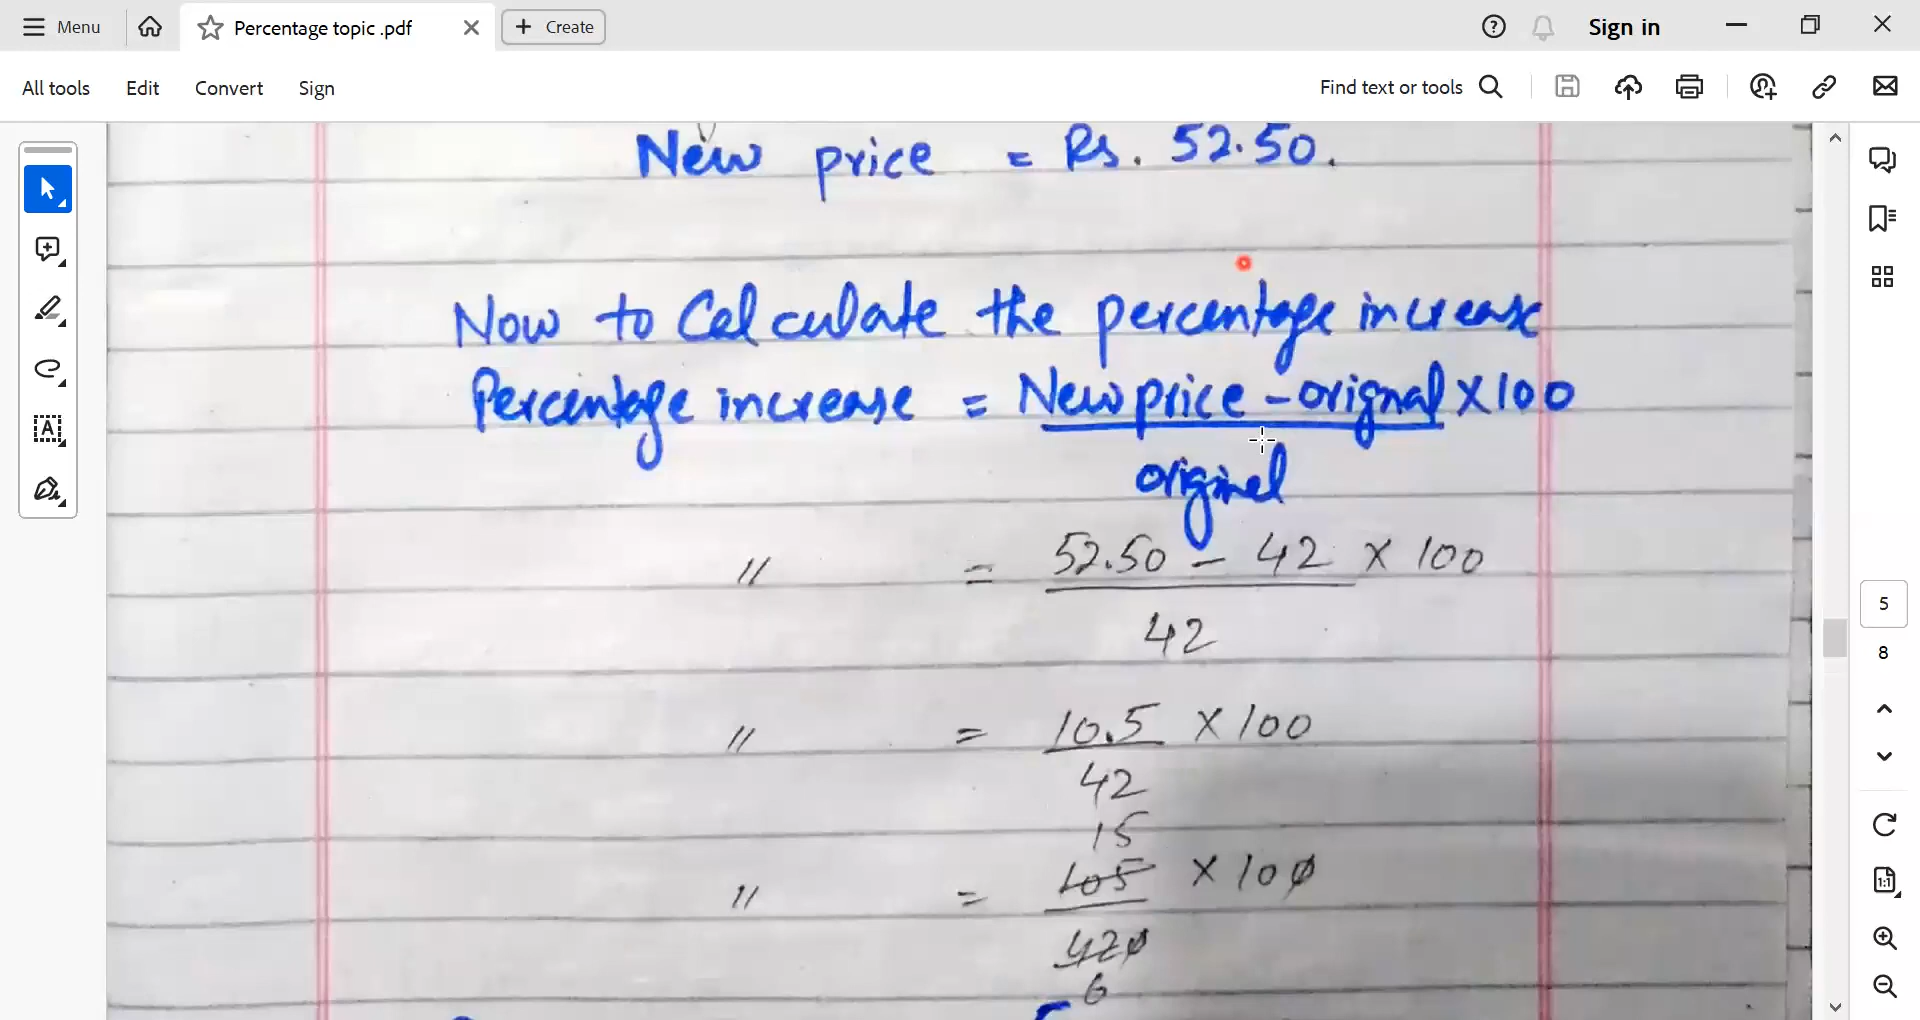 Menu
Percentage topic .pdf
Create
Sign in
All tools
Edit
Convert
Sign
Find text or tools
New price = Rs. 52.50.
Now to Calculate the percentage increase
Percentage increase = New price - orignal X 100
original
" = 52.50 - 42 X 100
42
" = 10.5 X 100
42
15
" = 105 X 100
420
6
5
8